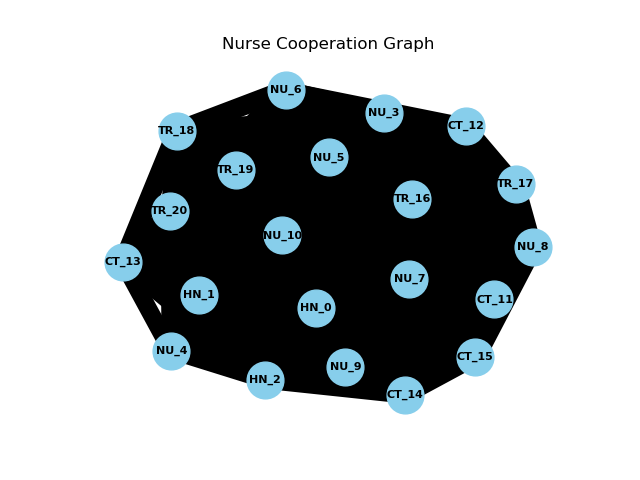 Nurse Cooperation Graph
NU_6
NU_3
CT_12
TR_18
NU_5
TR_19
TR_17
TR_16
TR_20
NU_10
NU_8
CT_13
NU_7
HN_1
CT_11
HN_0
NU_4
CT_15
NU_9
HN_2
CT_14